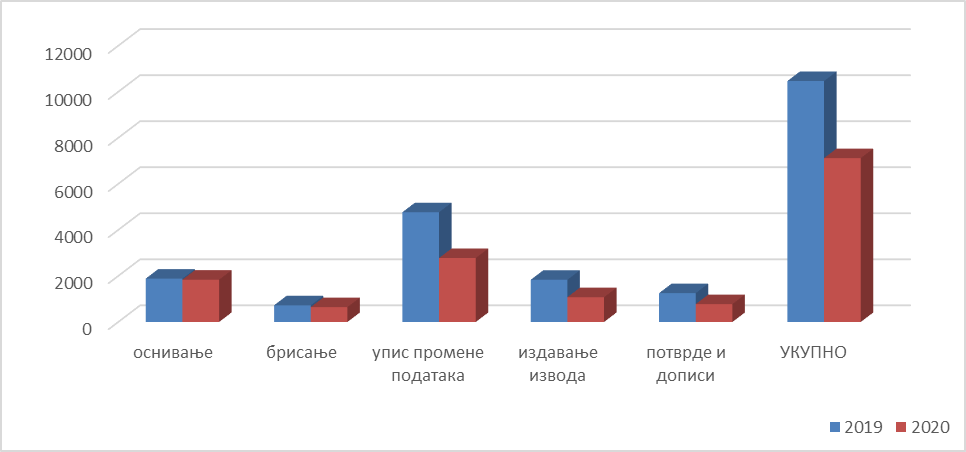 12000
10000
8000
6000
4000
2000
0
оснивање
брисање
упис промене
података
издавање
извода
потврде и
дописи
УКУПНО
2019 2020